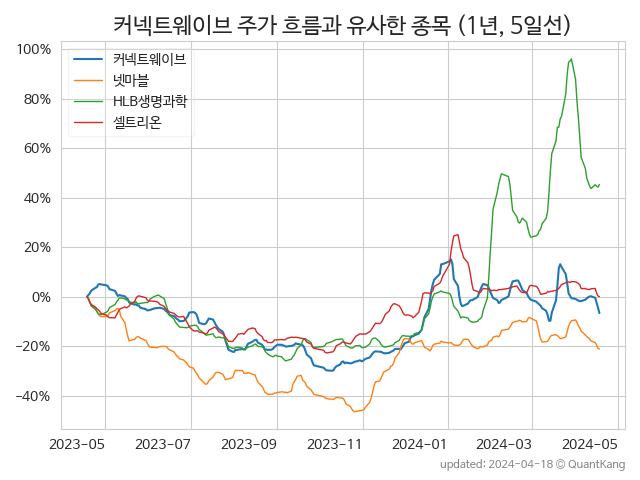 커넥트웨이브 주가 흐름과 유사한 종목 (1년, 5일선)
100%
80%
60%
40%
20%
0%
−20%
−40%
커넥트웨이브
넷마블
HLB생명과학
셀트리온
2023-05
2023-07
2023-09
2023-11
2024-01
2024-03
2024-05
updated: 2024-04-18 © QuantKang